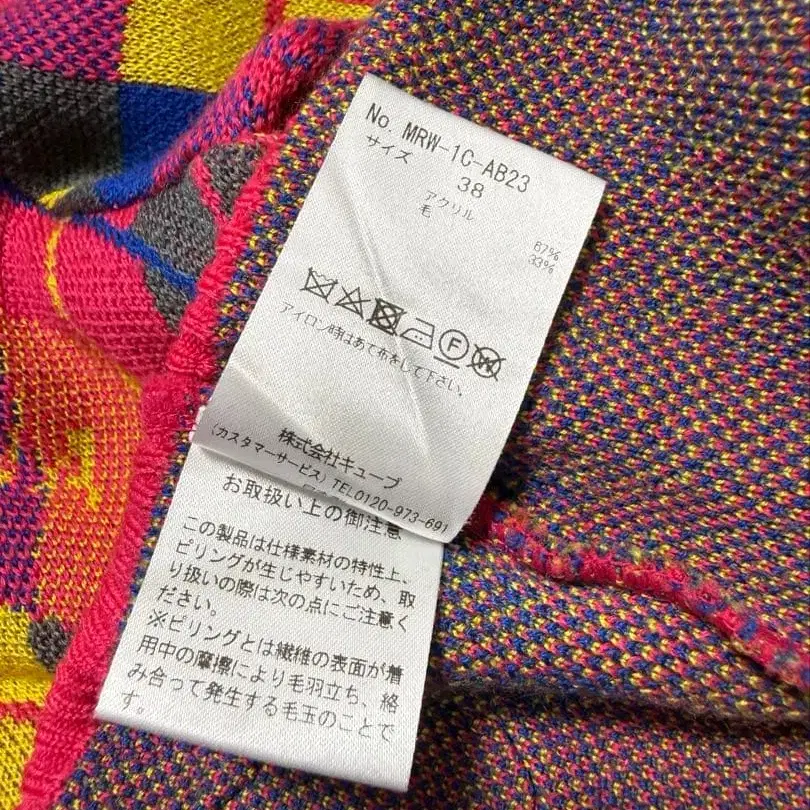 No. MRW-1C-AB23
サイズ
38
アクリル 67%
毛 33%
アイロン時はあて布をして下さい。
株式会社キューブ
(カスタマーサービス) TEL0120-973-691
お取扱い上の御注意
この製品は仕様素材の特性上、
ピリングが生じやすいため、取
り扱いの際は次の点にご注意く
ださい。
※ピリングとは繊維の表面が着
用中の摩擦により毛羽立ち、絡
み合って発生する毛玉のことで
す。